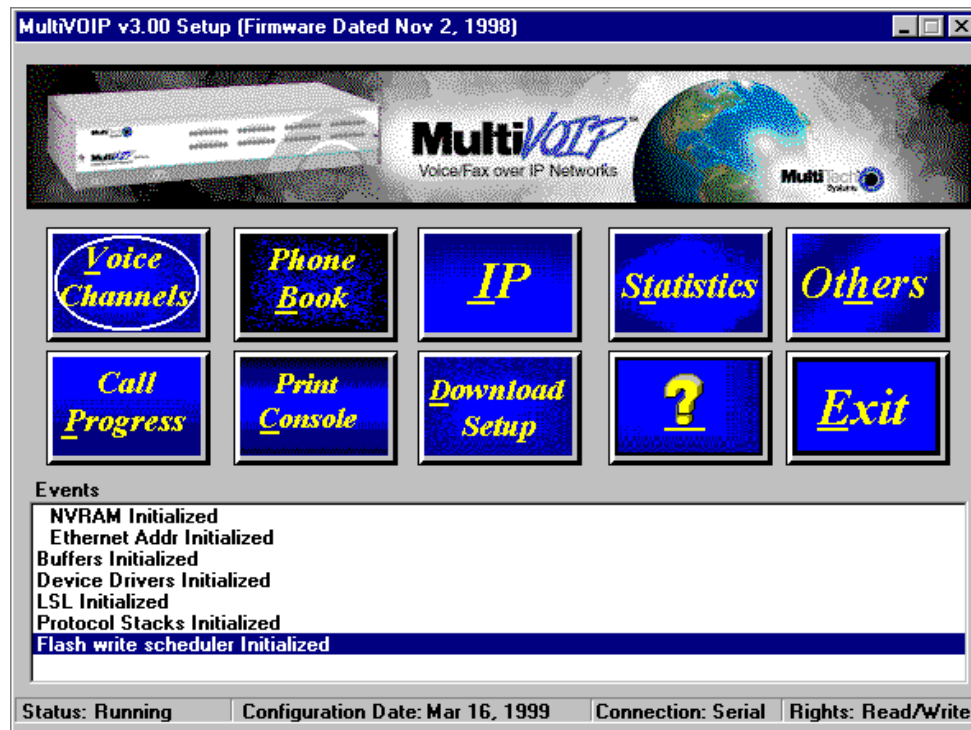 MultiVOIP v3.00 Setup (Firmware Dated Nov 2, 1998)
MultiVOIP™
Voice/Fax over IP Networks
MultiTech
Systems
MultiVOIP
Voice
Channels
Phone
Book
IP
Statistics
Others
Call
Progress
Print
Console
Download
Setup
?
Exit
Events
NVRAM Initialized
Ethernet Addr Initialized
Buffers Initialized
Device Drivers Initialized
LSL Initialized
Protocol Stacks Initialized
Flash write scheduler Initialized
Status: Running
Configuration Date: Mar 16, 1999
Connection: Serial
Rights: Read/Write